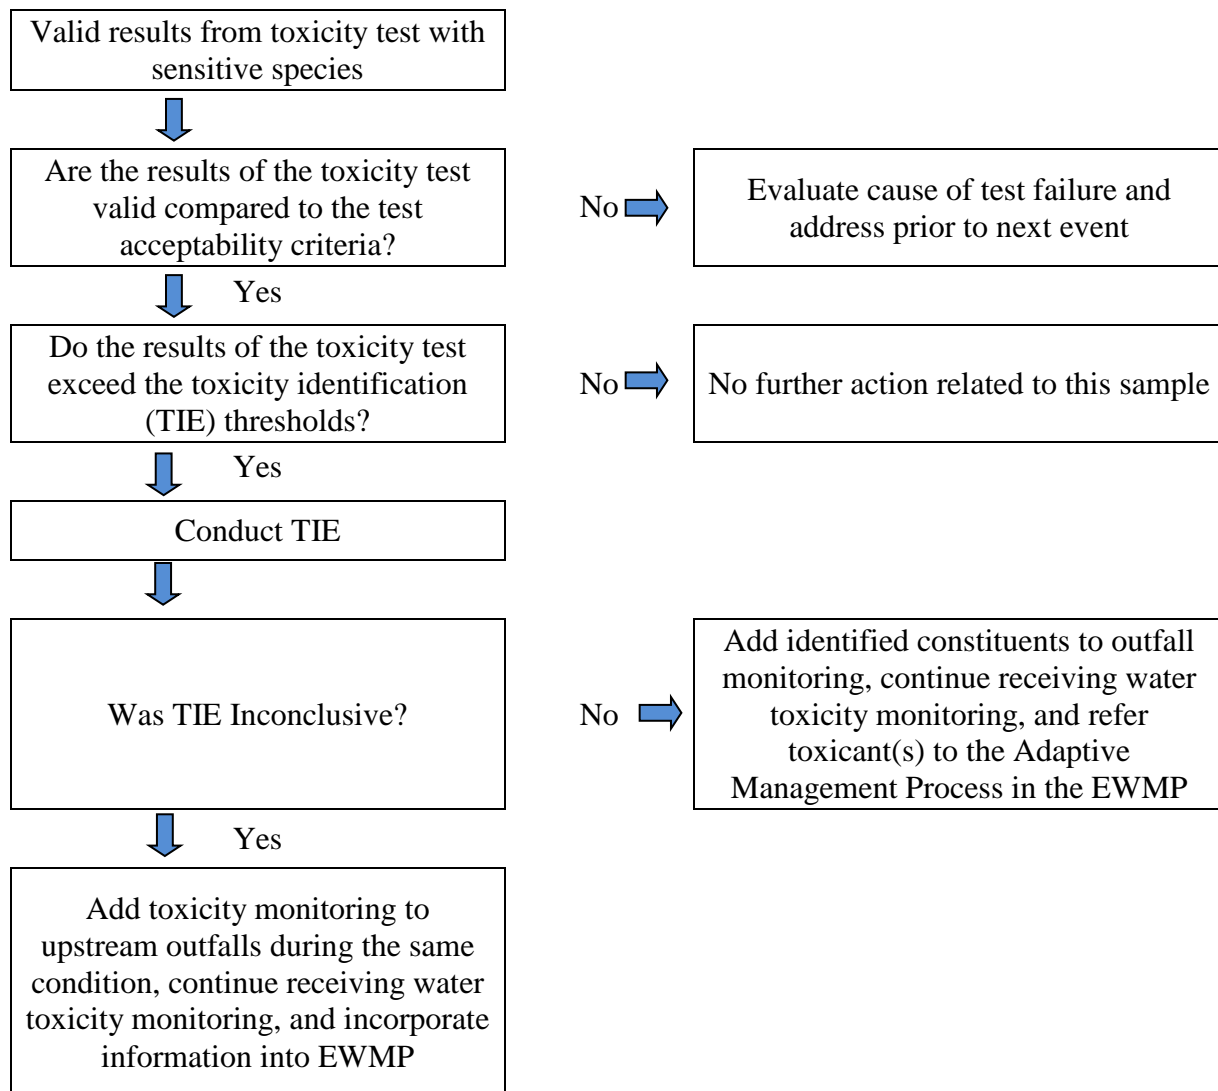 Valid results from toxicity test with
sensitive species
Are the results of the toxicity test
valid compared to the test
acceptability criteria?
No
Evaluate cause of test failure and
address prior to next event
Yes
Do the results of the toxicity test
exceed the toxicity identification
(TIE) thresholds?
No
No further action related to this sample
Yes
Conduct TIE
Was TIE Inconclusive?
No
Add identified constituents to outfall
monitoring, continue receiving water
toxicity monitoring, and refer
toxicant(s) to the Adaptive
Management Process in the EWMP
Yes
Add toxicity monitoring to
upstream outfalls during the same
condition, continue receiving water
toxicity monitoring, and incorporate
information into EWMP